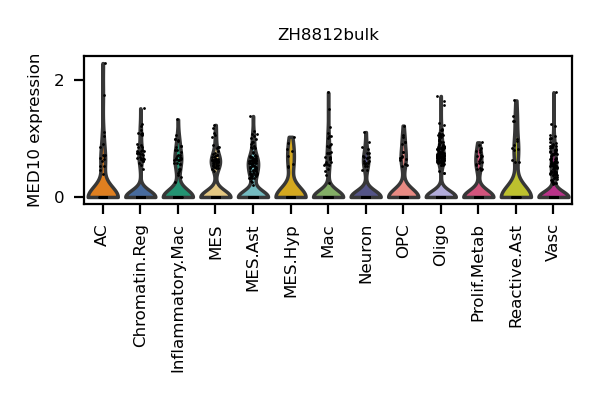 ZH8812bulk
MED10 expression
2
0
AC
Chromatin.Reg
Inflammatory.Mac
MES
MES.Ast
MES.Hyp
Mac
Neuron
OPC
Oligo
Prolif.Metab
Reactive.Ast
Vasc